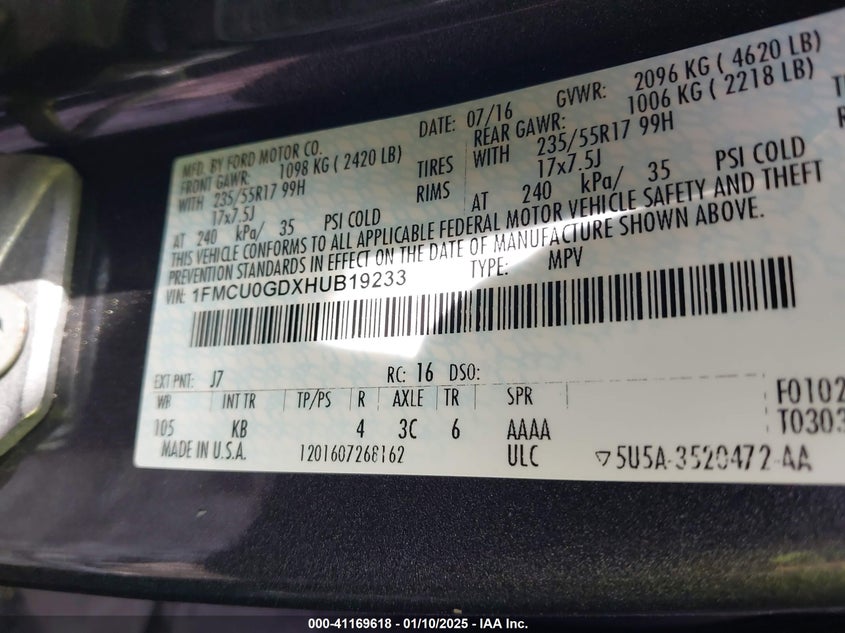 MFD. BY FORD MOTOR CO.
DATE: 07/16 GVWR: 2096 KG ( 4620 LB)
FRONT GAWR: 1098 KG ( 2420 LB)
REAR GAWR: 1006 KG ( 2218 LB)
WITH 235/55R17 99H TIRES WITH 235/55R17 99H
17x7.5J RIMS 17x7.5J
AT 240 kPa/ 35 PSI COLD AT 240 kPa/ 35 PSI COLD
THIS VEHICLE CONFORMS TO ALL APPLICABLE FEDERAL MOTOR VEHICLE SAFETY AND THEFT
PREVENTION STANDARDS IN EFFECT ON THE DATE OF MANUFACTURE SHOWN ABOVE.
VIN: 1FMCU0GDXHUB19233 TYPE: MPV
EXT PNT: J7 RC: 16 DSO:
WB INT TR TP/PS R AXLE TR SPR
105 KB 4 3C 6 AAAA
MADE IN U.S.A. 1201607268162 ULC 5U5A-3520472-AA
F0102
T0303
000-41169618 - 01/10/2025 - IAA Inc.